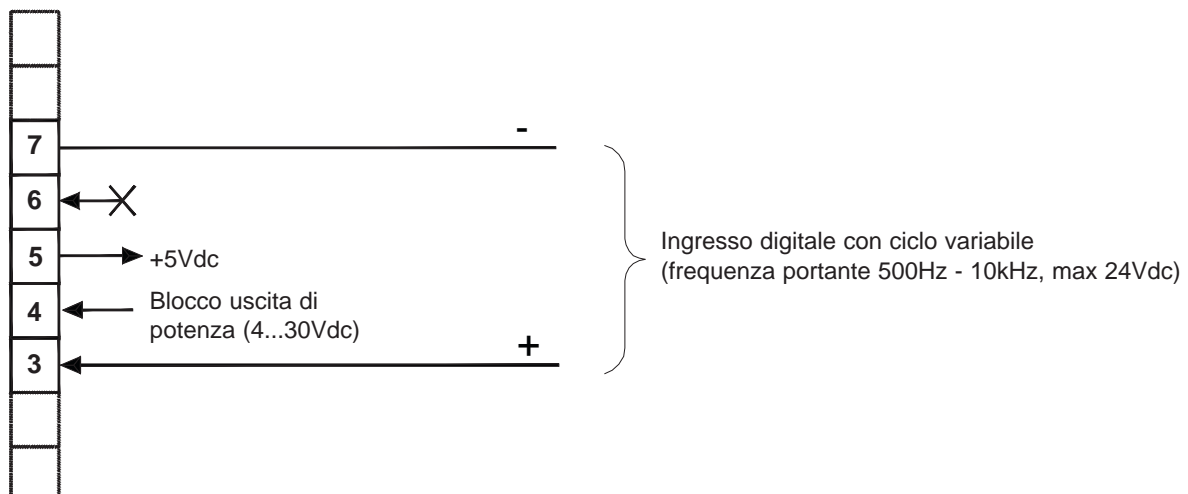 7
-
6
5
+5Vdc
4
Blocco uscita di
potenza (4...30Vdc)
3
+
Ingresso digitale con ciclo variabile
(frequenza portante 500Hz - 10kHz, max 24Vdc)